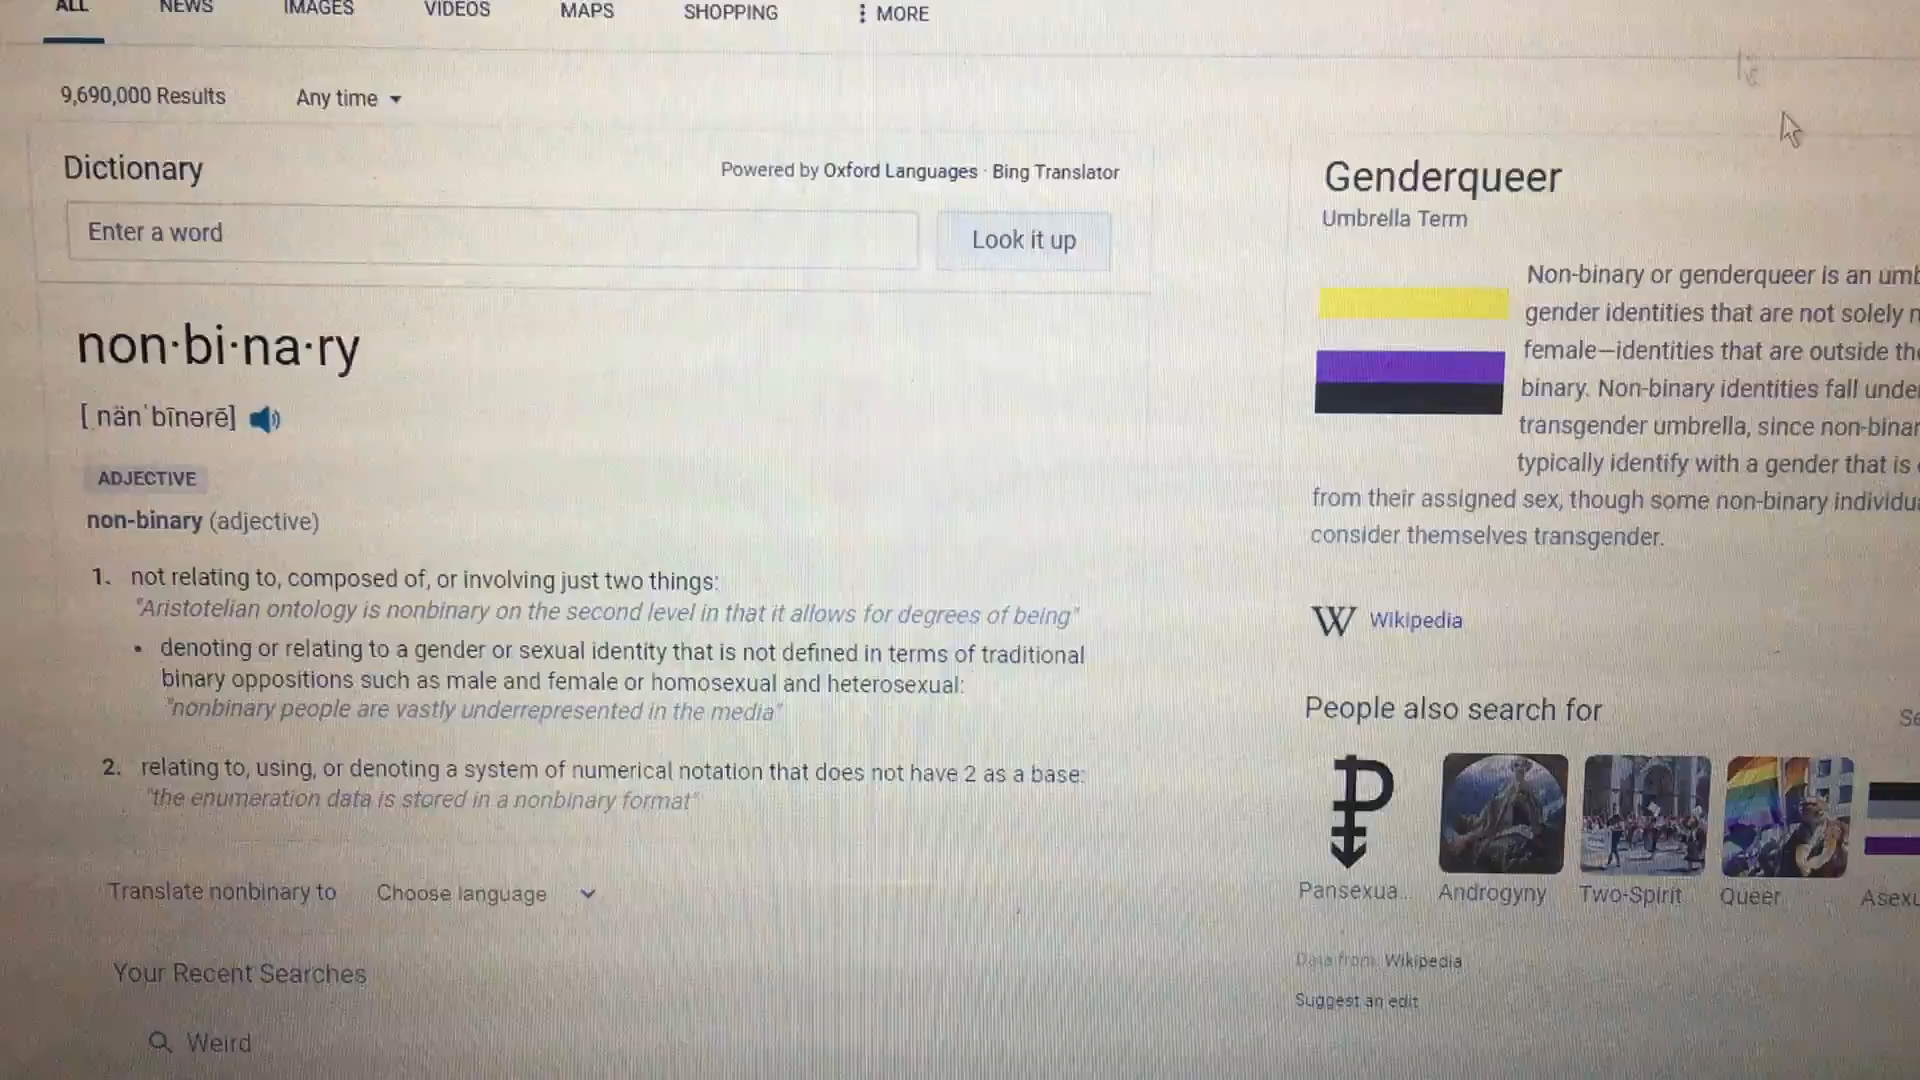 ALL NEWS IMAGES VIDEOS MAPS SHOPPING MORE
9,690,000 Results Any time
Dictionary
Powered by Oxford Languages · Bing Translator
Enter a word
Look it up
non·bi·na·ry
[ˌnänˈbīnərē]
ADJECTIVE
non-binary (adjective)
1. not relating to, composed of, or involving just two things:
"Aristotelian ontology is nonbinary on the second level in that it allows for degrees of being"
• denoting or relating to a gender or sexual identity that is not defined in terms of traditional
binary oppositions such as male and female or homosexual and heterosexual:
"nonbinary people are vastly underrepresented in the media"
2. relating to, using, or denoting a system of numerical notation that does not have 2 as a base:
"the enumeration data is stored in a nonbinary format"
Translate nonbinary to Choose language
Your Recent Searches
Weird
Genderqueer
Umbrella Term
Non-binary or genderqueer is an
gender identities that are not solely
female—identities that are outside
binary. Non-binary identities fall
transgender umbrella, since
typically identify with a gender that is
from their assigned sex, though some non-binary
consider themselves transgender.
W Wikipedia
People also search for
Pansexua... Androgyny Two-Spirit Queer
Data from: Wikipedia
Suggest an edit